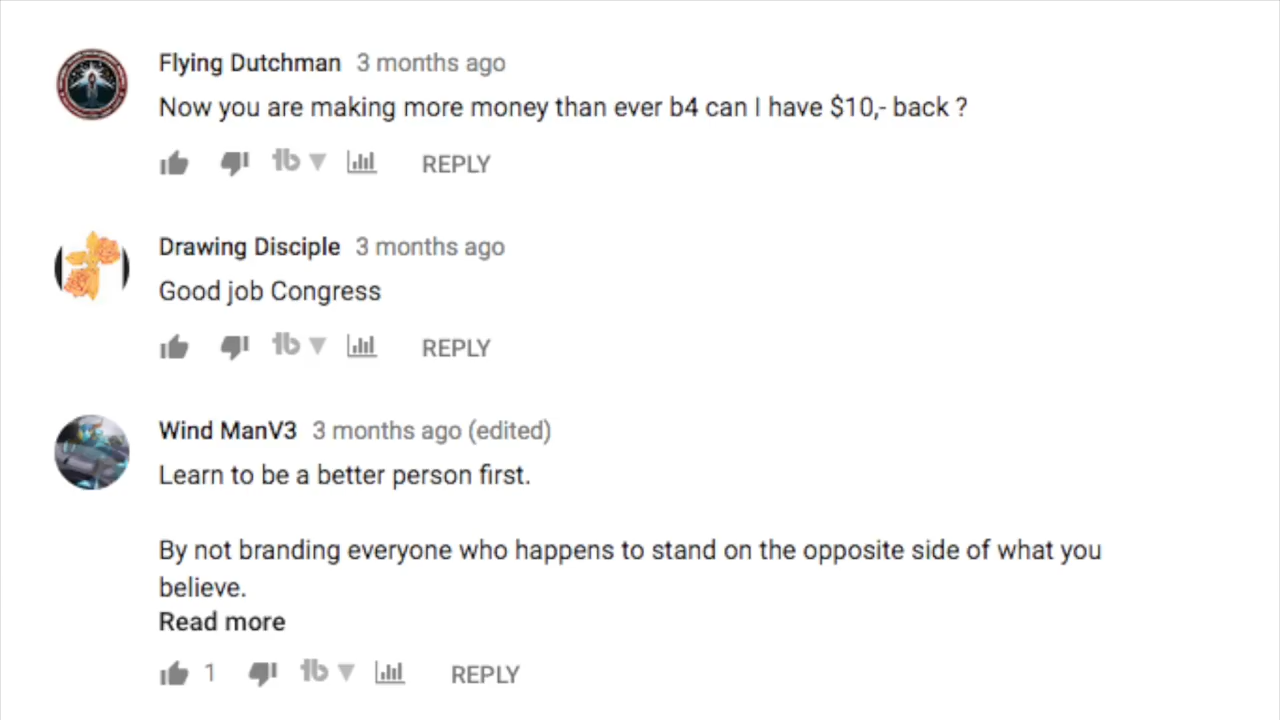 Flying Dutchman 3 months ago
Now you are making more money than ever b4 can I have $10,- back ?
tb REPLY
Drawing Disciple 3 months ago
Good job Congress
tb REPLY
Wind ManV3 3 months ago (edited)
Learn to be a better person first.
By not branding everyone who happens to stand on the opposite side of what you
believe.
Read more
1 tb REPLY